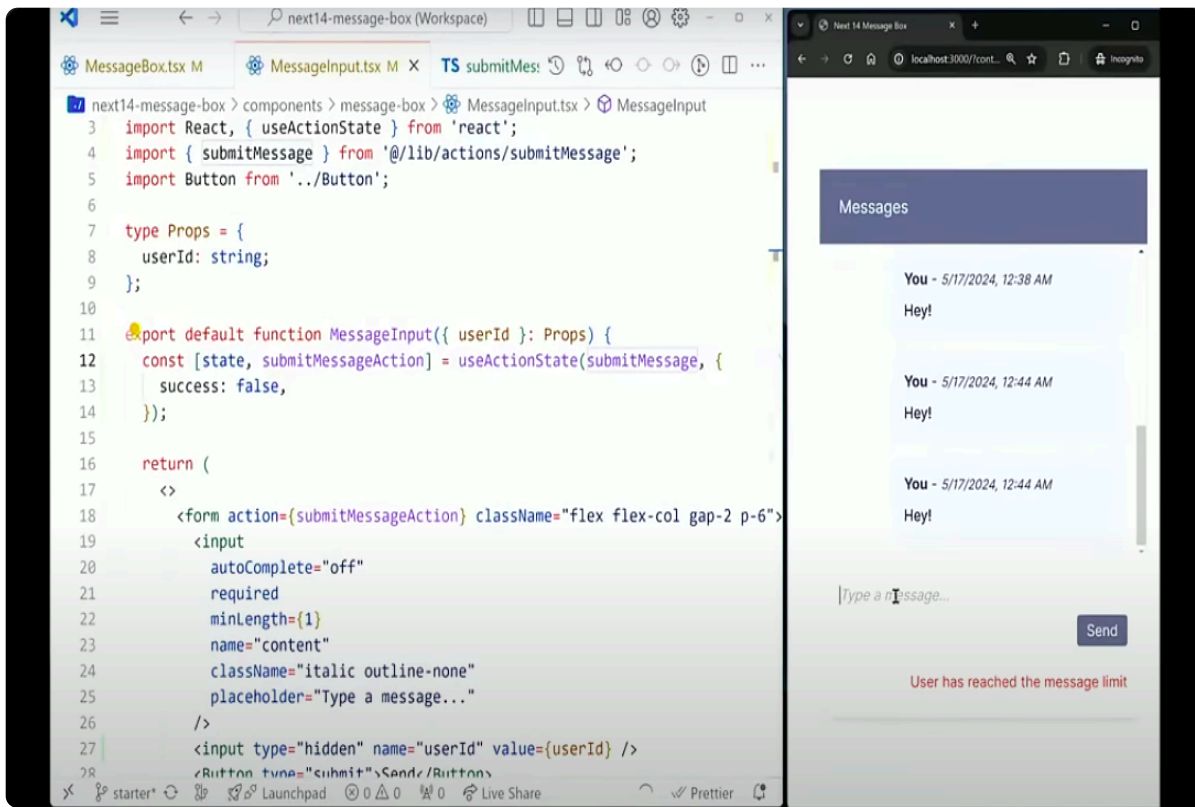 next14-message-box (Workspace)
MessageBox.tsx M
MessageInput.tsx M ×
TS submitMes:
next14-message-box > components > message-box > MessageInput.tsx > MessageInput
3 import React, { useActionState } from 'react';
4 import { submitMessage } from '@/lib/actions/submitMessage';
5 import Button from '../Button';
6
7 type Props = {
8 userId: string;
9 };
10
11 export default function MessageInput({ userId }: Props) {
12 const [state, submitMessageAction] = useActionState(submitMessage, {
13 success: false,
14 });
15
16 return (
17 <>
18 <form action={submitMessageAction} className="flex flex-col gap-2 p-6">
19 <input
20 autoComplete="off"
21 required
22 minLength={1}
23 name="content"
24 className="italic outline-none"
25 placeholder="Type a message..."
26 />
27 <input type="hidden" name="userId" value={userId} />
28 <Button type="submit">Send</Button>
starter* Launchpad 0 0 0 Live Share Prettier
Next 14 Message Box
localhost:3000/?cont... Incognito
Messages
You - 5/17/2024, 12:38 AM
Hey!
You - 5/17/2024, 12:44 AM
Hey!
You - 5/17/2024, 12:44 AM
Hey!
Type a message...
Send
User has reached the message limit